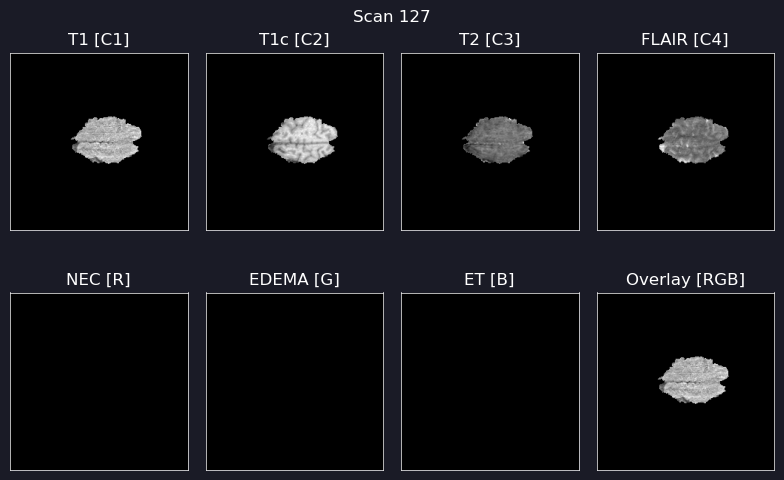 Scan 127
T1 [C1]
T1c [C2]
T2 [C3]
FLAIR [C4]
NEC [R]
EDEMA [G]
ET [B]
Overlay [RGB]